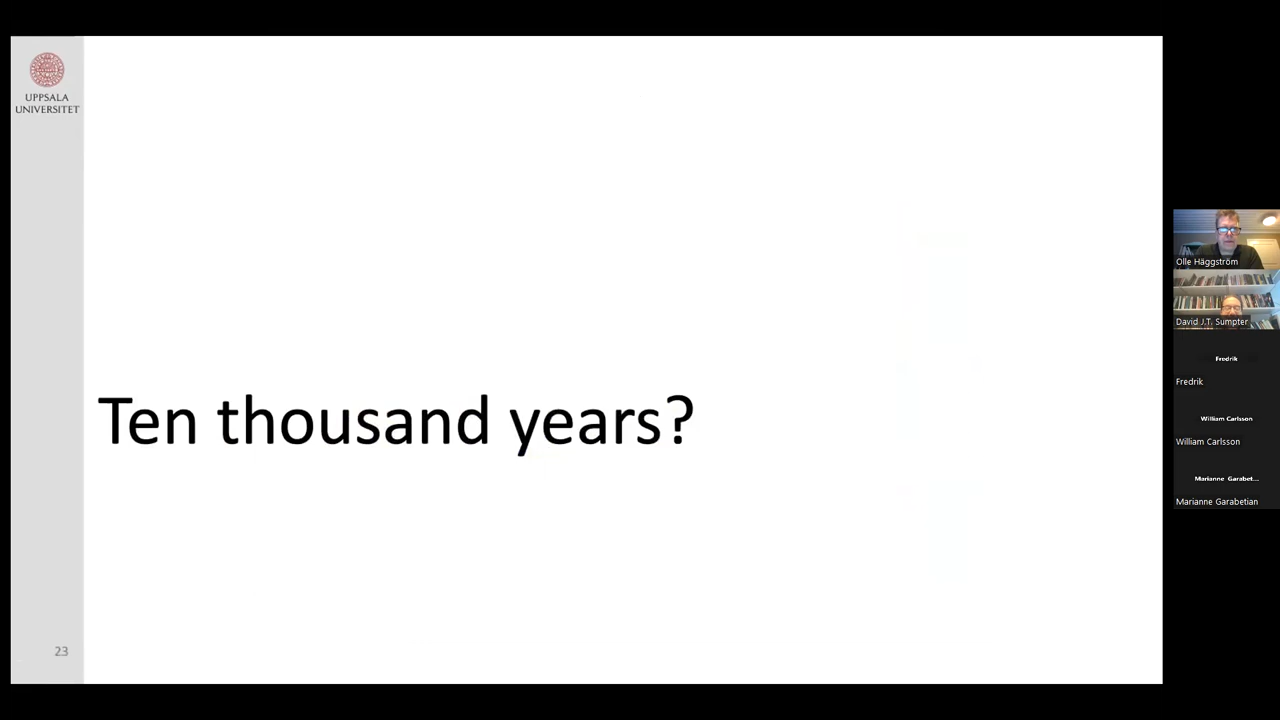 UPPSALA
UNIVERSITET
Ten thousand years?
23
Olle Häggström
David J.T. Sumpter
Fredrik
Fredrik
William Carlsson
William Carlsson
Marianne Garabet...
Marianne Garabetian